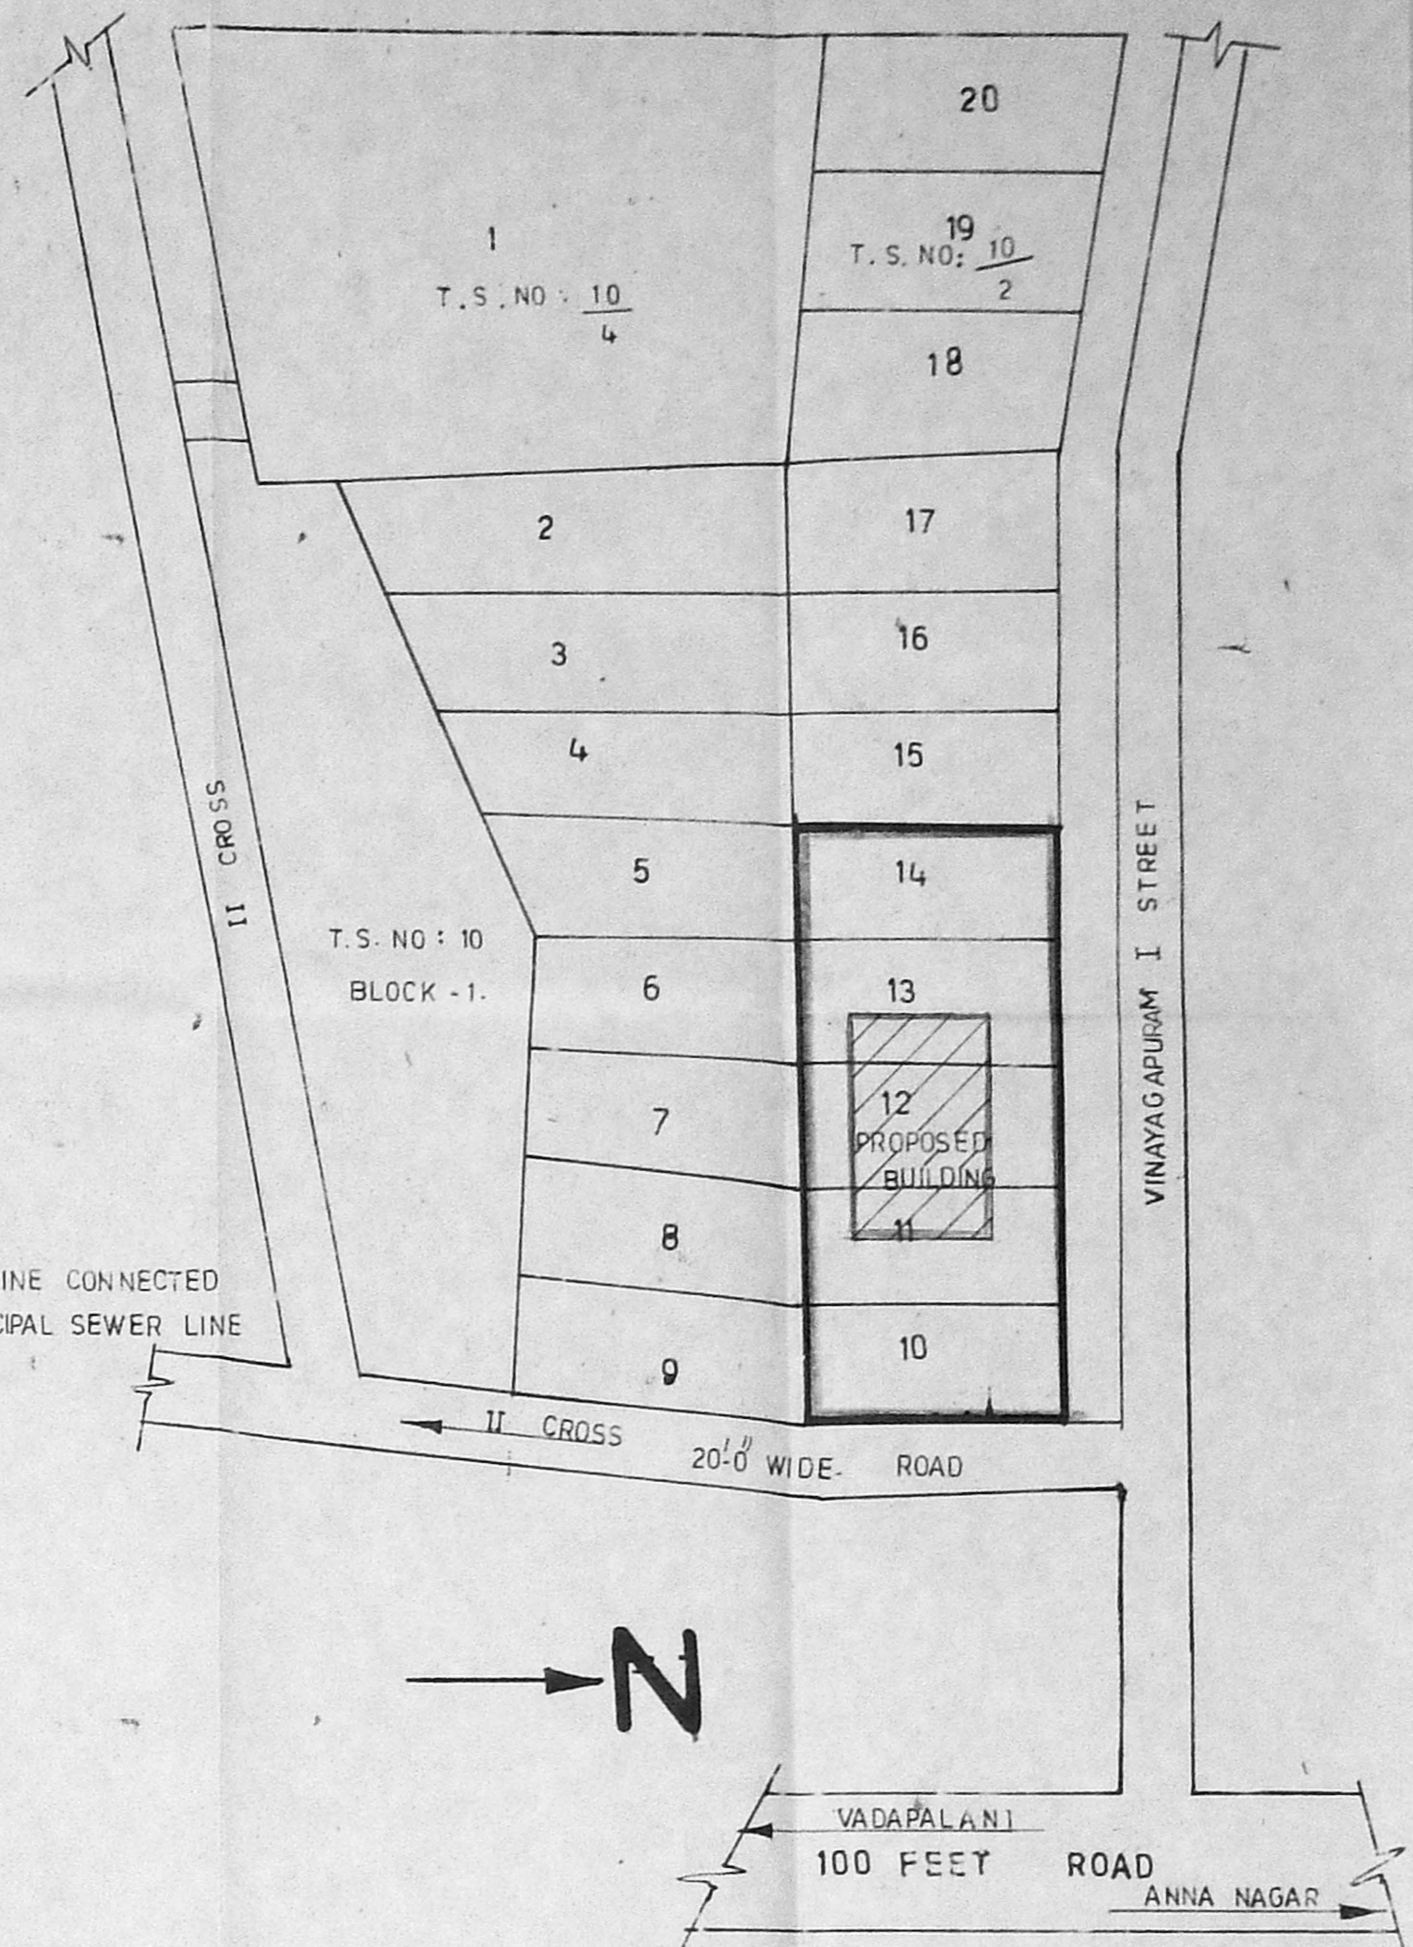 20
1
T.S.NO: 10/4
19
T.S.NO: 10/2
18
2
17
3
16
4
15
II CROSS
5
14
T.S. NO: 10
BLOCK -1.
6
13
7
12
PROPOSED
BUILDING
8
11
VINAYAGAPURAM I STREET
CONNECTED
SEWER LINE
9
10
II CROSS
20'-0" WIDE- ROAD
N
VADAPALANI
100 FEET ROAD
ANNA NAGAR